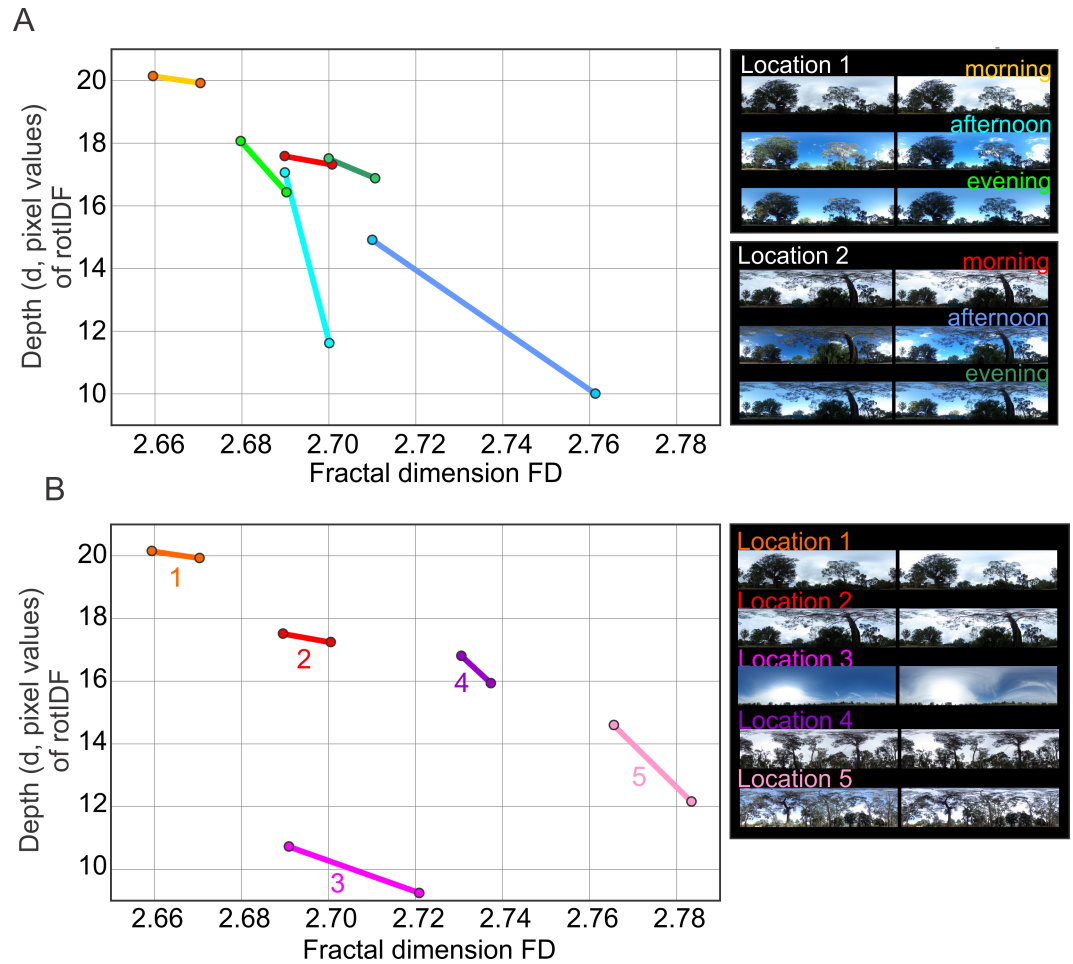 A
Depth (d, pixel values)
of rotIDF
20
18
16
14
12
10
2.66 2.68 2.70 2.72 2.74 2.76 2.78
Fractal dimension FD
Location 1
morning
afternoon
evening
Location 2
morning
afternoon
evening
B
Depth (d, pixel values)
of rotIDF
20
18
16
14
12
10
1
2
4
5
3
2.66 2.68 2.70 2.72 2.74 2.76 2.78
Fractal dimension FD
Location 1
Location 2
Location 3
Location 4
Location 5